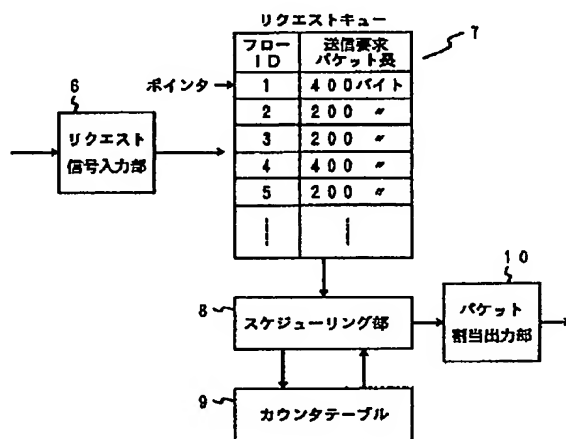 リクエストキュー
7
フロー
ID
送信要求
パケット長
ポインタ
1 400バイト
2 200 〃
3 200 〃
4 400 〃
5 200 〃
6
リクエスト
信号入力部
8
スケジューリング部
10
パケット
割当出力部
9
カウンタテーブル